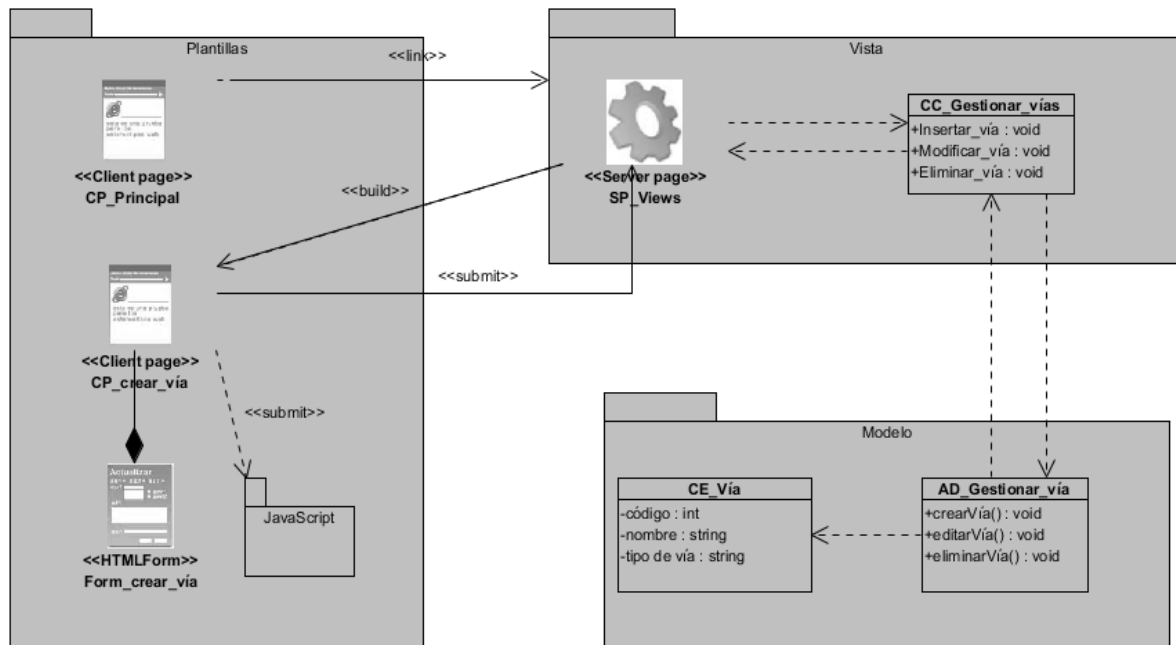 Plantillas
<<link>>
<<Client page>>
CP_Principal
<<build>>
<<submit>>
<<Client page>>
CP_crear_vía
<<submit>>
Actualizar
<<HTMLForm>>
Form_crear_vía
JavaScript
Vista
<<Server page>>
SP_Views
CC_Gestionar_vías
+Insertar_vía : void
+Modificar_vía : void
+Eliminar_vía : void
Modelo
CE_Vía
-código : int
-nombre : string
-tipo de vía : string
AD_Gestionar_vía
+crearVía() : void
+editarVía() : void
+eliminarVía() : void